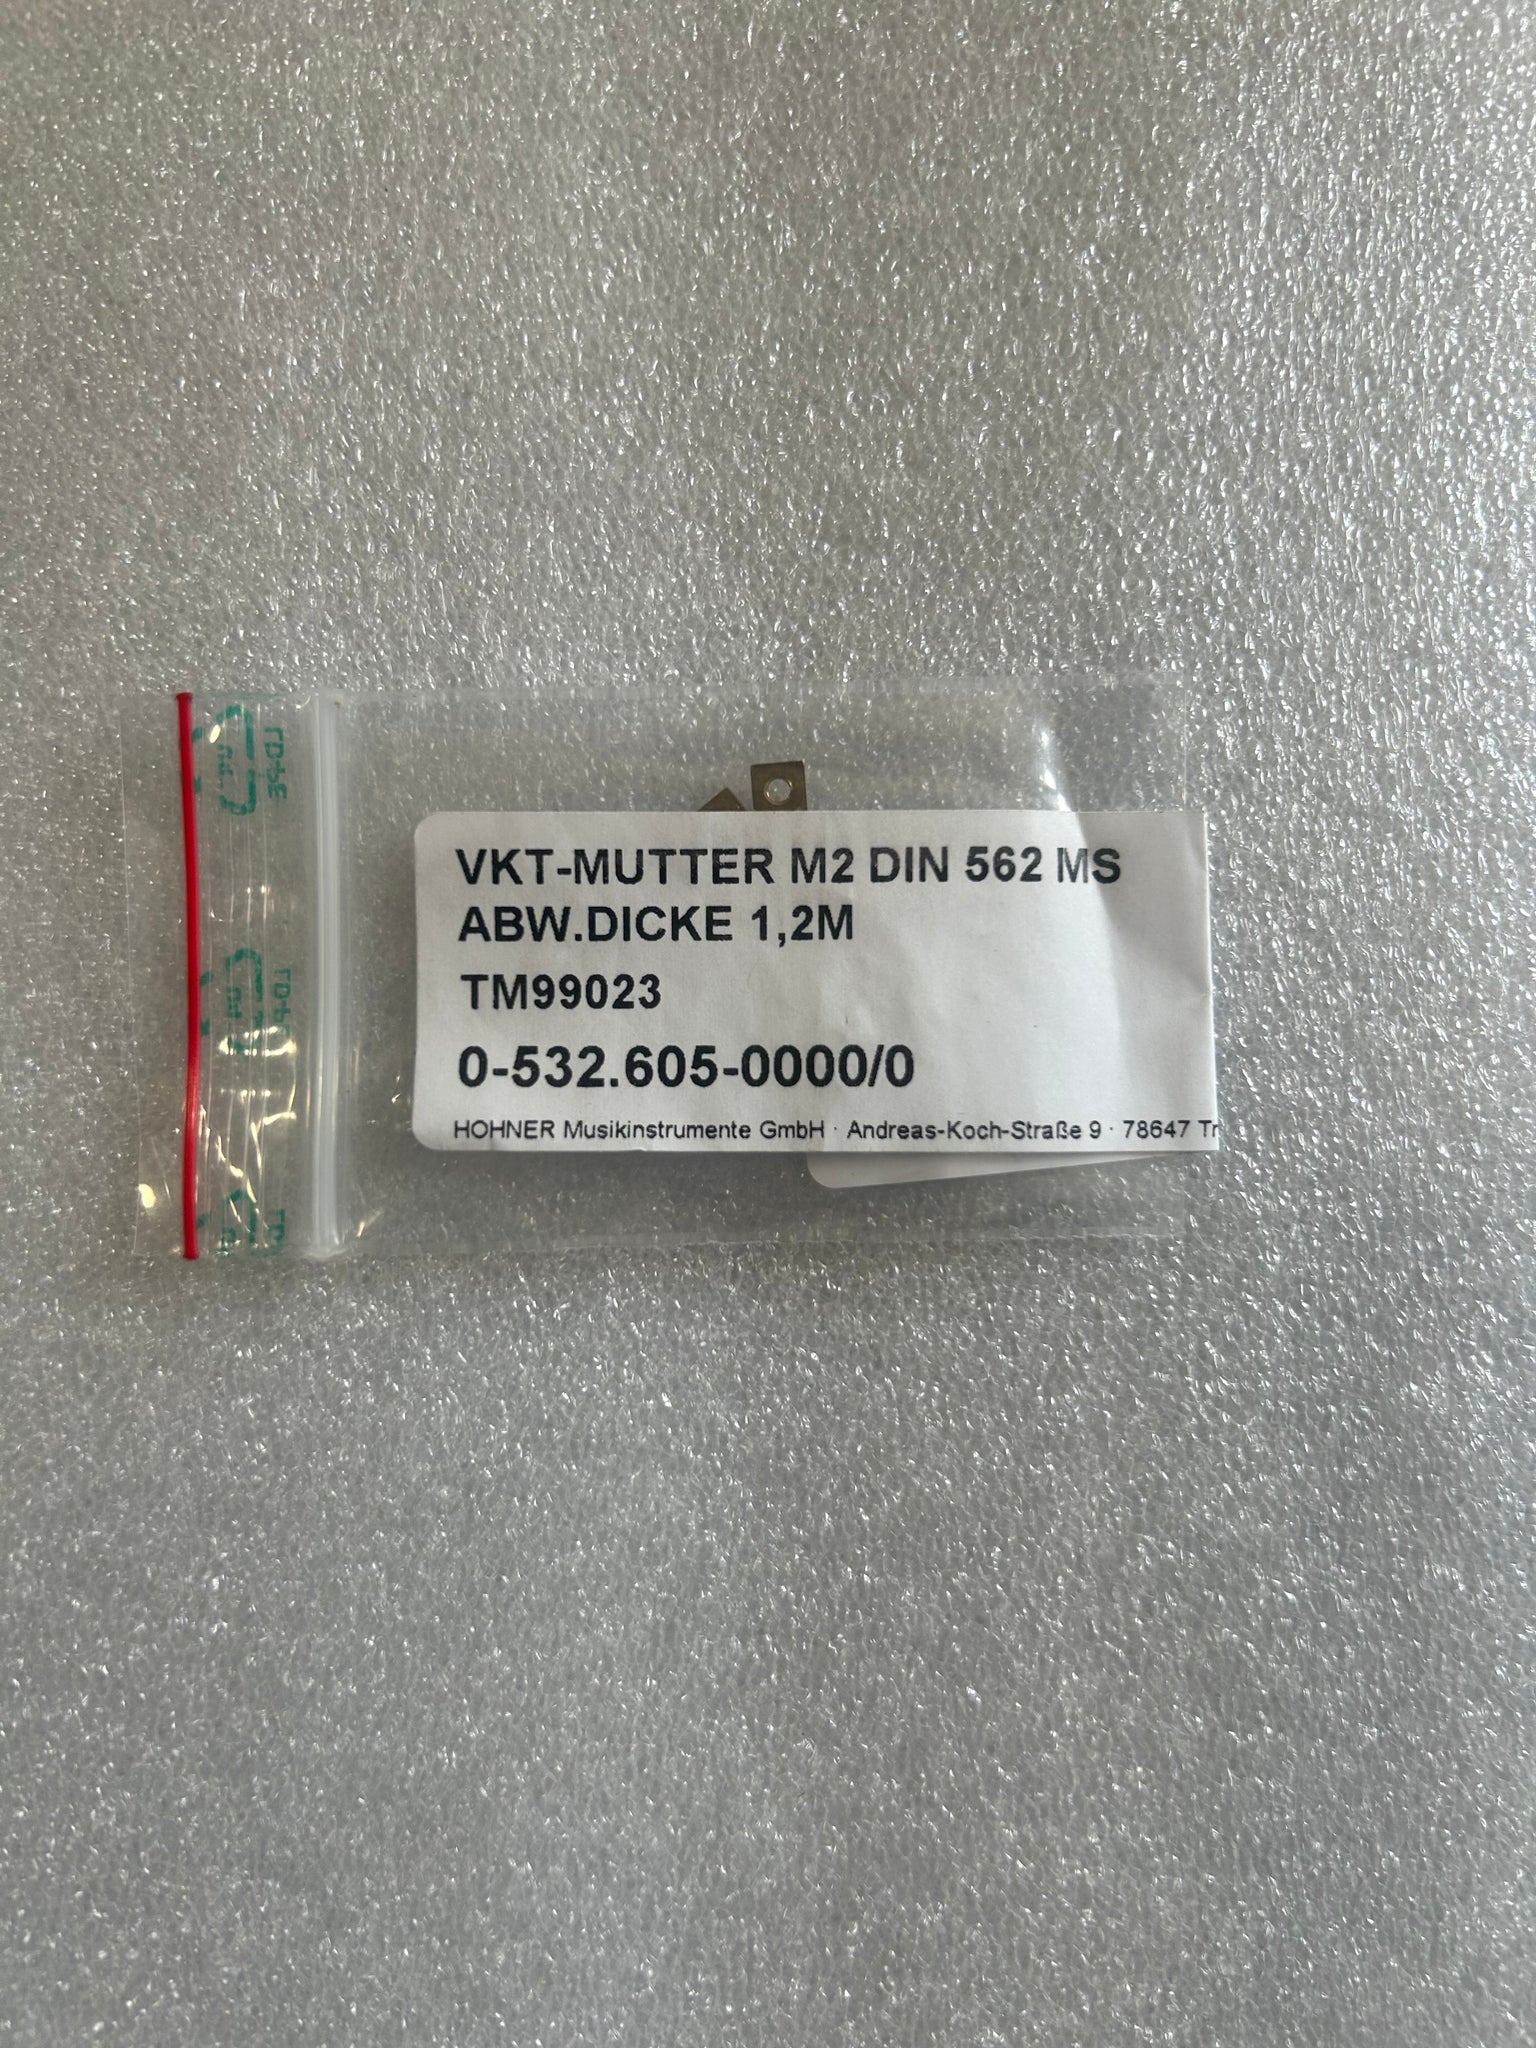 VKT-MUTTER M2 DIN 562 MS
ABW.DICKE 1,2M
TM99023
0-532.605-0000/0
HOHNER Musikinstrumente GmbH · Andreas-Koch-Straße 9 · 78647 Tr